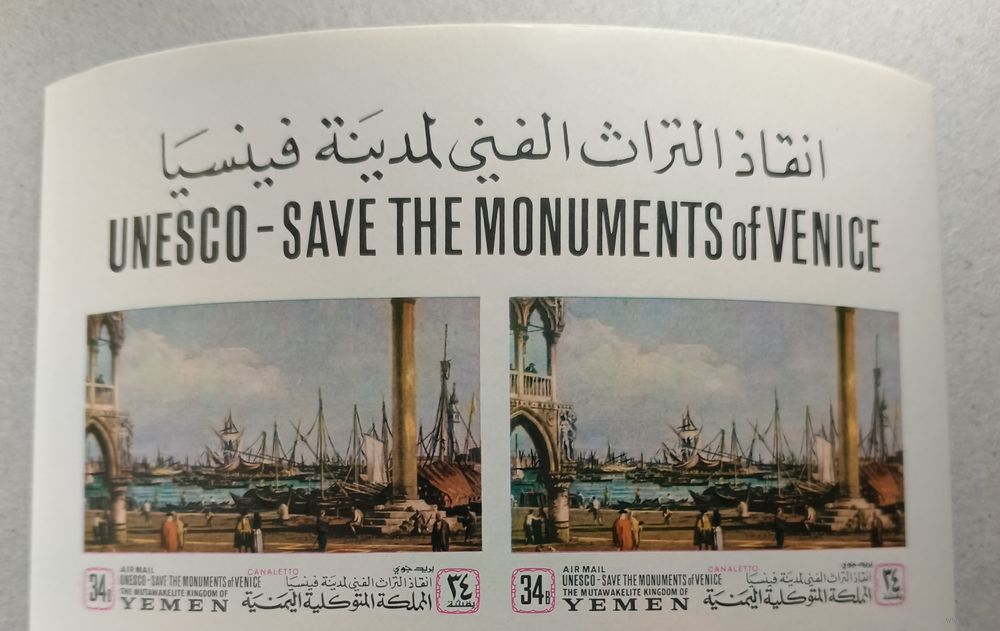 انقاذ التراث الفني لمدينة فينسيا
UNESCO - SAVE THE MONUMENTS of VENICE
34B
AIR MAIL
CANALETTO
بريد جوي
UNESCO - SAVE THE MONUMENTS of VENICE
انقاذ التراث الفني لمدينة فينسيا
THE MUTAWAKELITE KINGDOM OF
YEMEN
المملكة المتوكلية اليمنية
٣٤
بقشة
34B
AIR MAIL
CANALETTO
بريد جوي
UNESCO - SAVE THE MONUMENTS of VENICE
انقاذ التراث الفني لمدينة فينسيا
THE MUTAWAKELITE KINGDOM OF
YEMEN
المملكة المتوكلية اليمنية
٣٤
بقشة